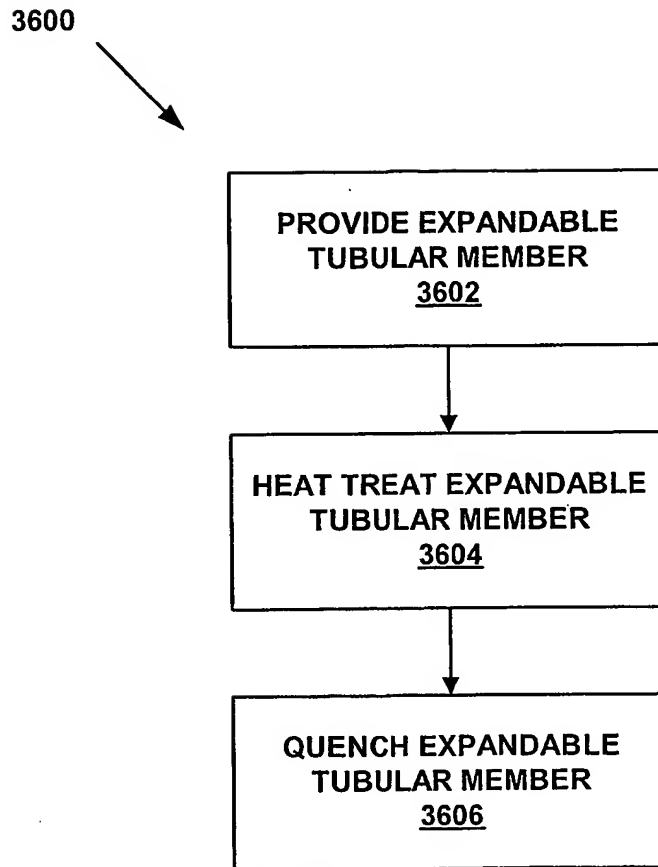 3600
PROVIDE EXPANDABLE
TUBULAR MEMBER
3602
HEAT TREAT EXPANDABLE
TUBULAR MEMBER
3604
QUENCH EXPANDABLE
TUBULAR MEMBER
3606